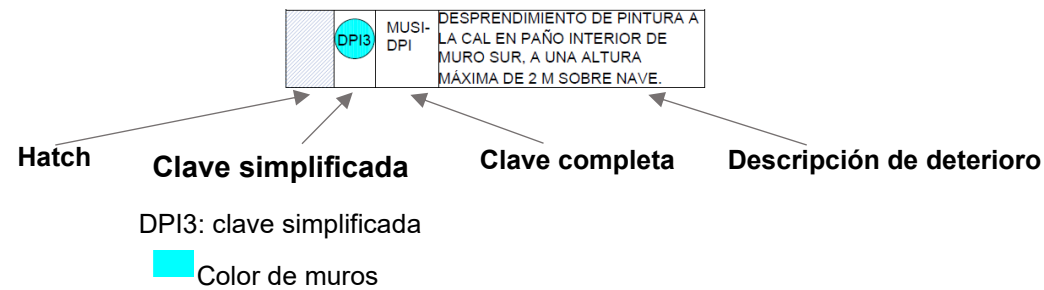 DPI3
MUSI-
DPI
DESPRENDIMIENTO DE PINTURA A
LA CAL EN PAÑO INTERIOR DE
MURO SUR, A UNA ALTURA
MÁXIMA DE 2 M SOBRE NAVE.
Hatch
Clave simplificada
Clave completa
Descripción de deterioro
DPI3: clave simplificada
Color de muros